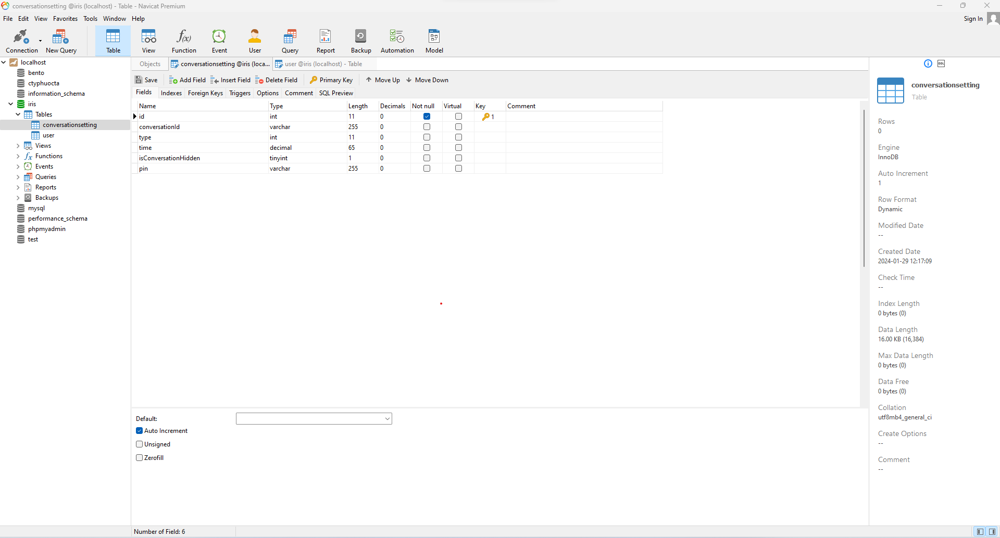 conversationsetting @iris (localhost) - Table - Navicat Premium
File Edit View Favorites Tools Window Help
Sign In
Connection New Query Table View Function Event User Query Report Backup Automation Model
localhost
bento
ctyphuocta
information_schema
iris
Tables
conversationsetting
user
Views
Functions
Events
Queries
Reports
Backups
mysql
performance_schema
phpmyadmin
test
Objects conversationsetting @iris (loca... user @iris (localhost) - Table
Save Add Field Insert Field Delete Field Primary Key Move Up Move Down
Fields Indexes Foreign Keys Triggers Options Comment SQL Preview
Name Type Length Decimals Not null Virtual Key Comment
id int 11 0 1
conversationId varchar 255 0
type int 11 0
time decimal 65 0
isConversationHidden tinyint 1 0
pin varchar 255 0
Default:
Auto Increment
Unsigned
Zerofill
Number of Field: 6
DDL
conversationsetting
Table
Rows
0
Engine
InnoDB
Auto Increment
1
Row Format
Dynamic
Modified Date
--
Created Date
2024-01-29 12:17:09
Check Time
--
Index Length
0 bytes (0)
Data Length
16.00 KB (16,384)
Max Data Length
0 bytes (0)
Data Free
0 bytes (0)
Collation
utf8mb4_general_ci
Create Options
--
Comment
--